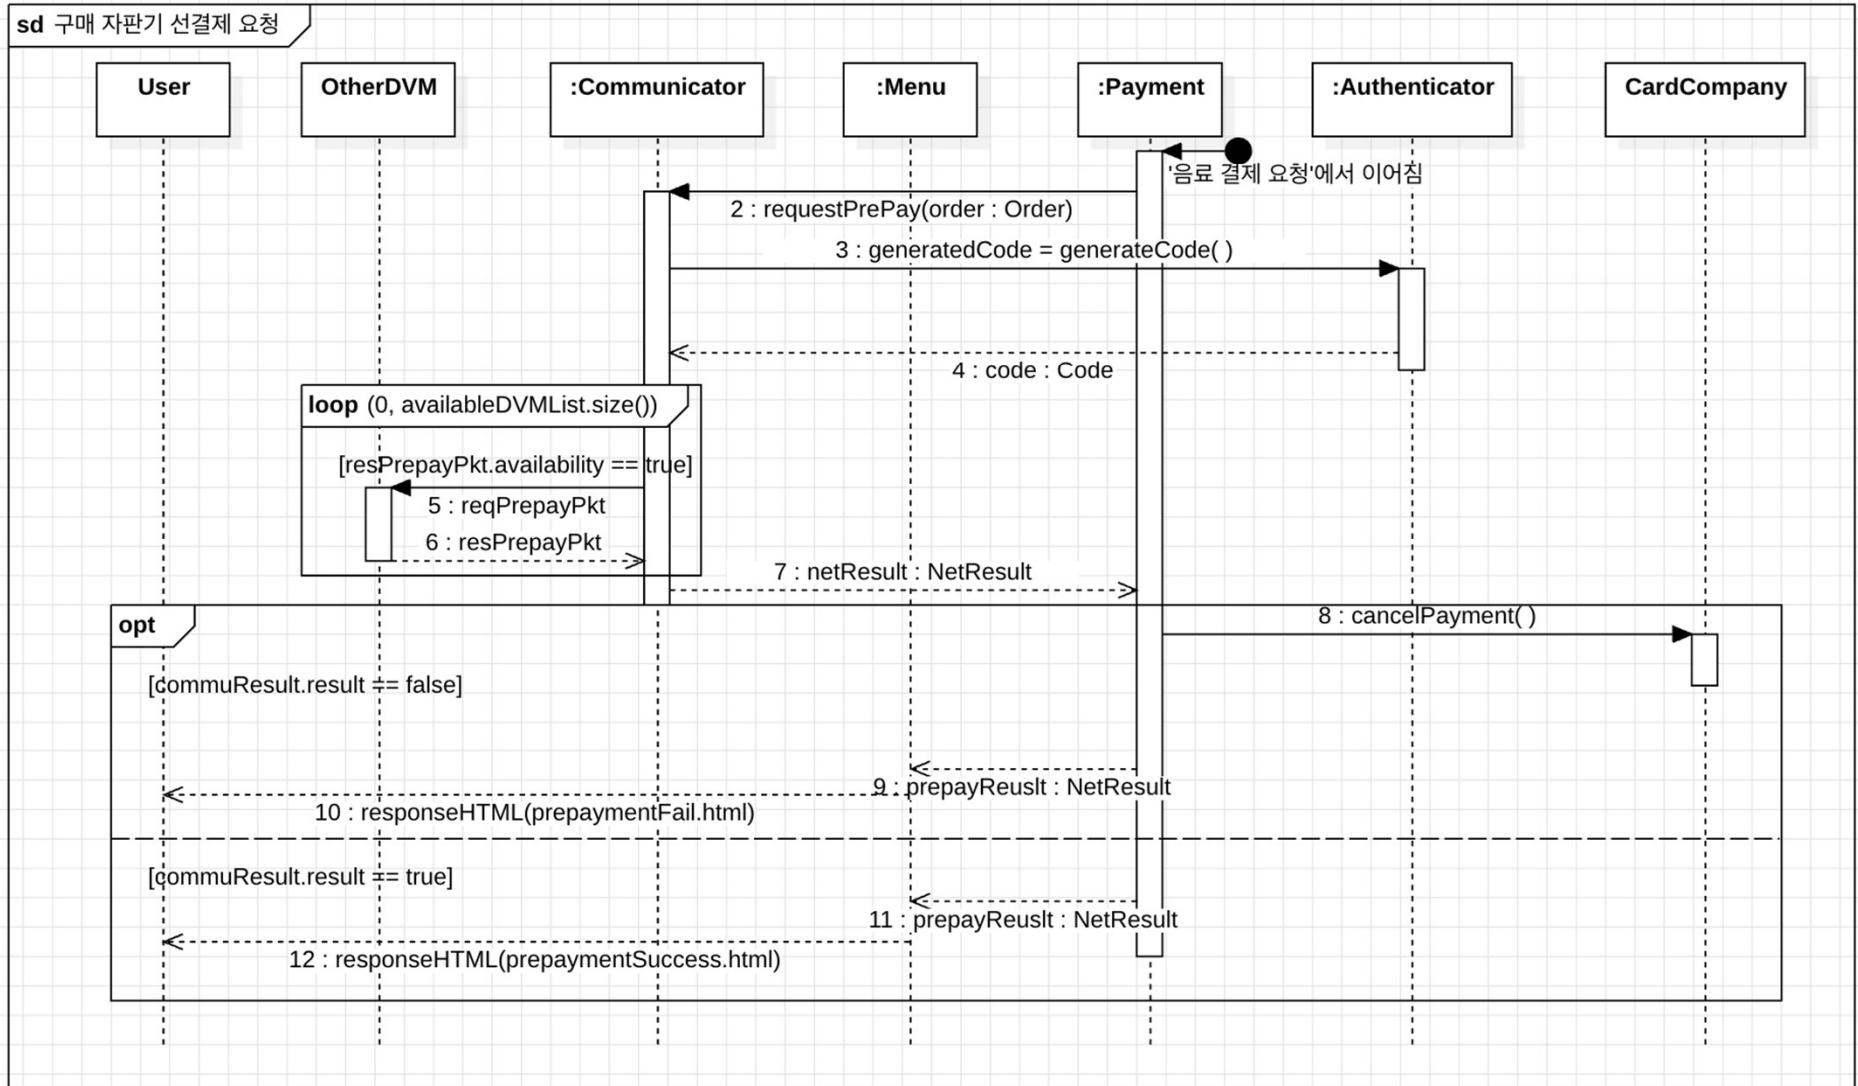 sd 구매 자판기 선결제 요청
User
OtherDVM
:Communicator
:Menu
:Payment
:Authenticator
CardCompany
'음료 결제 요청'에서 이어짐
2 : requestPrePay(order : Order)
3 : generatedCode = generateCode( )
4 : code : Code
loop (0, availableDVMList.size())
[resPrepayPkt.availability == true]
5 : reqPrepayPkt
6 : resPrepayPkt
7 : netResult : NetResult
opt
8 : cancelPayment( )
[commuResult.result == false]
9 : prepayReuslt : NetResult
10 : responseHTML(prepaymentFail.html)
[commuResult.result == true]
11 : prepayReuslt : NetResult
12 : responseHTML(prepaymentSuccess.html)